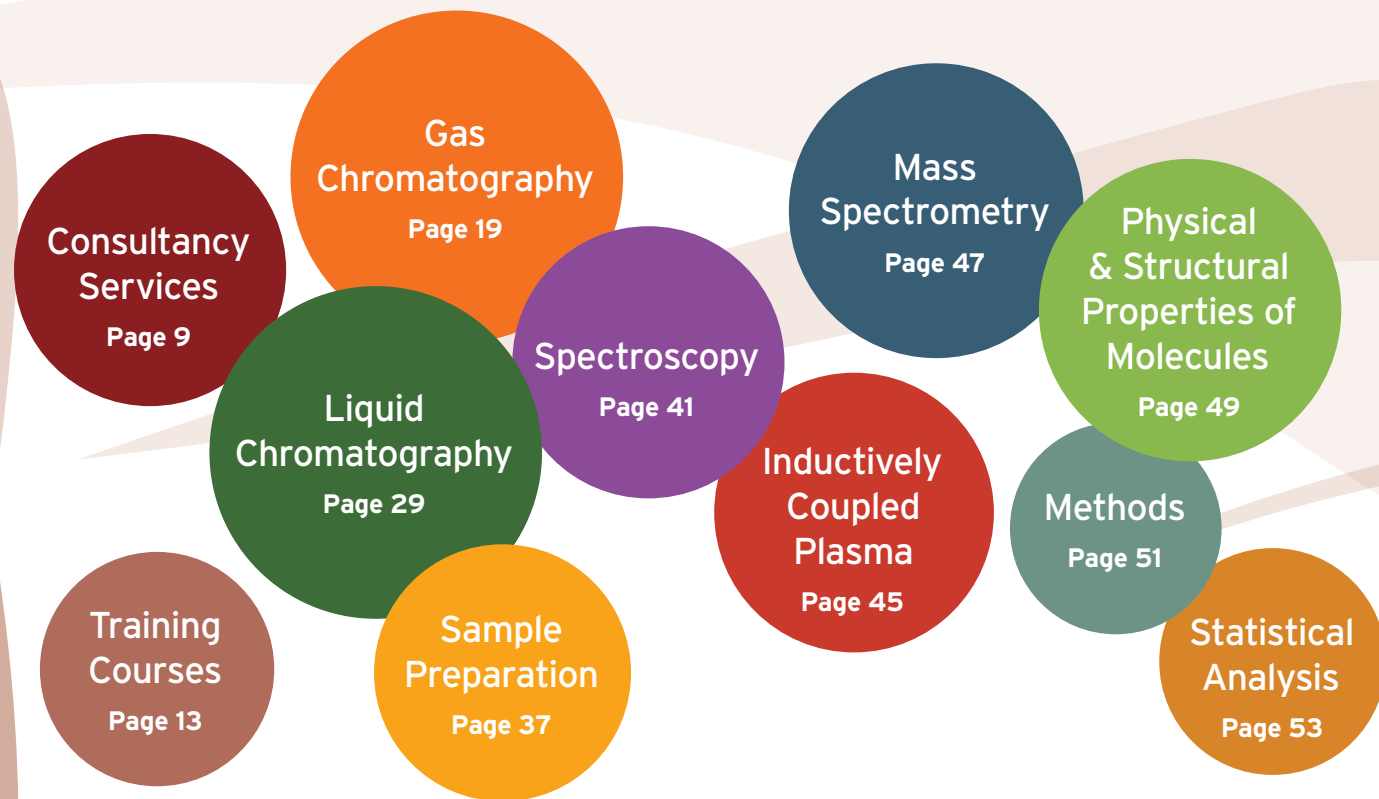 Consultancy
Services
Page 9
Gas
Chromatography
Page 19
Mass
Spectrometry
Page 47
Physical
& Structural
Properties of
Molecules
Page 49
Liquid
Chromatography
Page 29
Spectroscopy
Page 41
Inductively
Coupled
Plasma
Page 45
Methods
Page 51
Training
Courses
Page 13
Sample
Preparation
Page 37
Statistical
Analysis
Page 53